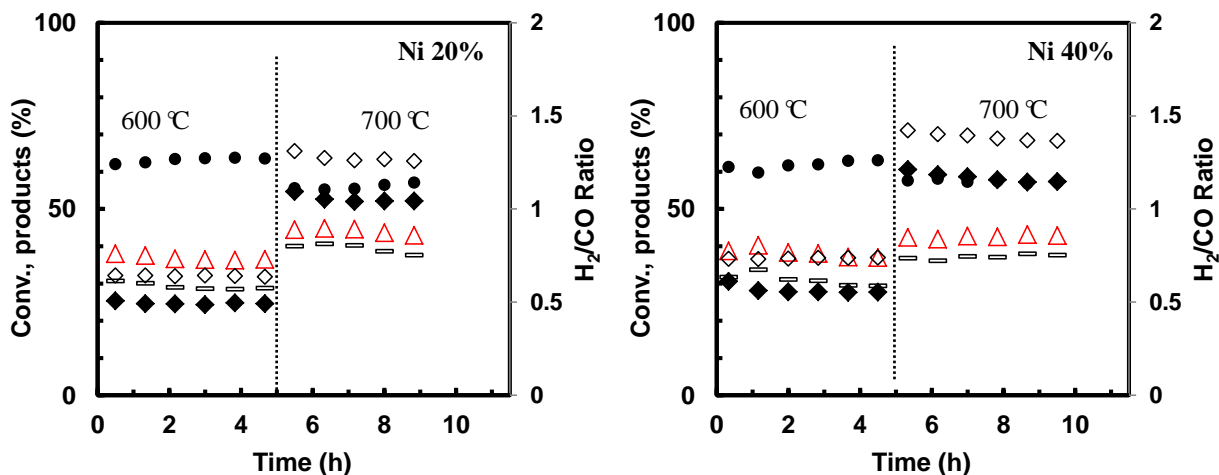 Ni 20%
600 ℃
700 ℃
Conv., products (%)
100
50
0
2
1.5
1
0.5
0
H₂/CO Ratio
0 2 4 6 8 10
Time (h)
Ni 40%
600 ℃
700 ℃
Conv., products (%)
100
50
0
2
1.5
1
0.5
0
H₂/CO Ratio
0 2 4 6 8 10
Time (h)